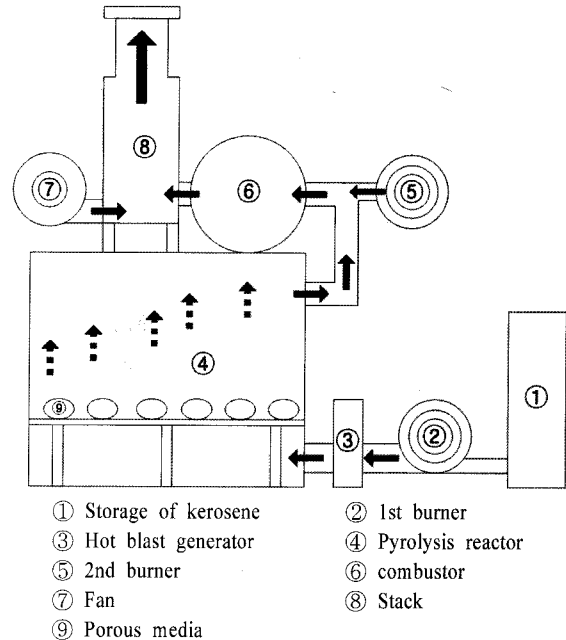 ⑧
⑦
⑥
⑤
④
①
⑨
③
②
① Storage of kerosene ② 1st burner
③ Hot blast generator ④ Pyrolysis reactor
⑤ 2nd burner ⑥ combustor
⑦ Fan ⑧ Stack
⑨ Porous media